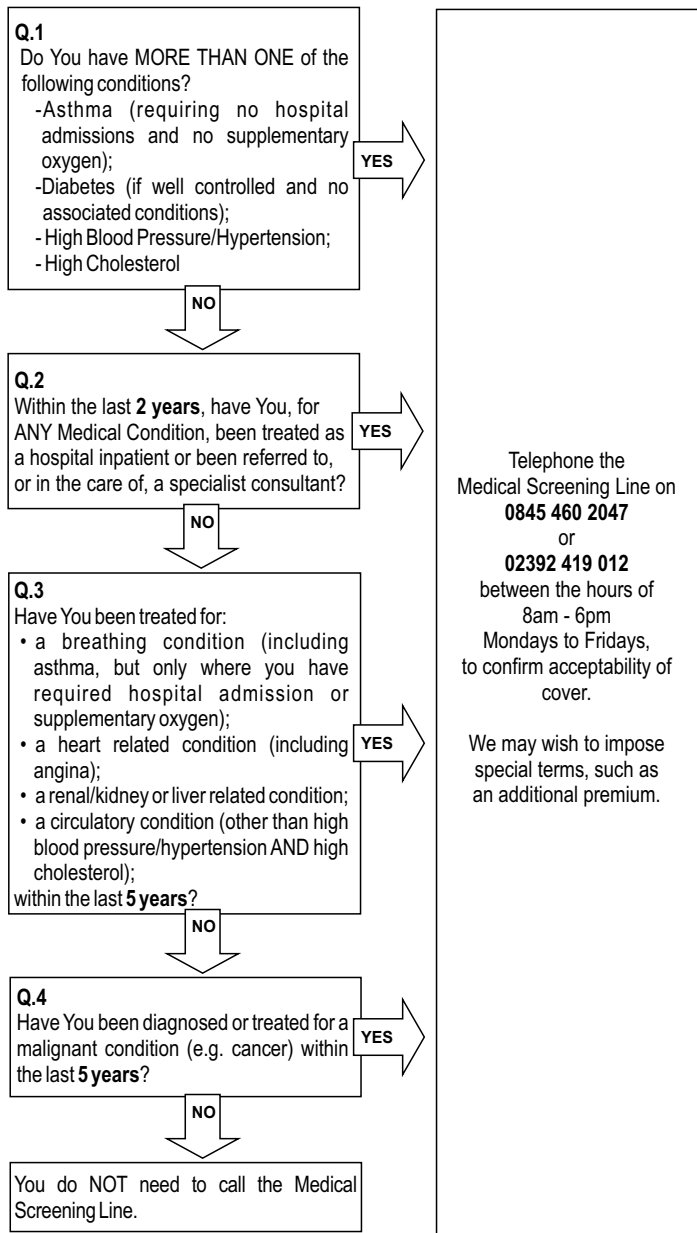 Q.1
Do You have MORE THAN ONE of the
following conditions?
-Asthma (requiring no hospital
admissions and no supplementary
oxygen);
-Diabetes (if well controlled and no
associated conditions);
- High Blood Pressure/Hypertension;
- High Cholesterol
YES
NO
Q.2
Within the last 2 years, have You, for
ANY Medical Condition, been treated as
a hospital inpatient or been referred to,
or in the care of, a specialist consultant?
YES
NO
Q.3
Have You been treated for:
• a breathing condition (including
asthma, but only where you have
required hospital admission or
supplementary oxygen);
• a heart related condition (including
angina);
• a renal/kidney or liver related condition;
• a circulatory condition (other than high
blood pressure/hypertension AND high
cholesterol);
within the last 5 years?
YES
NO
Q.4
Have You been diagnosed or treated for a
malignant condition (e.g. cancer) within
the last 5 years?
YES
NO
You do NOT need to call the Medical
Screening Line.
Telephone the
Medical Screening Line on
0845 460 2047
or
02392 419 012
between the hours of
8am - 6pm
Mondays to Fridays,
to confirm acceptability of
cover.
We may wish to impose
special terms, such as
an additional premium.